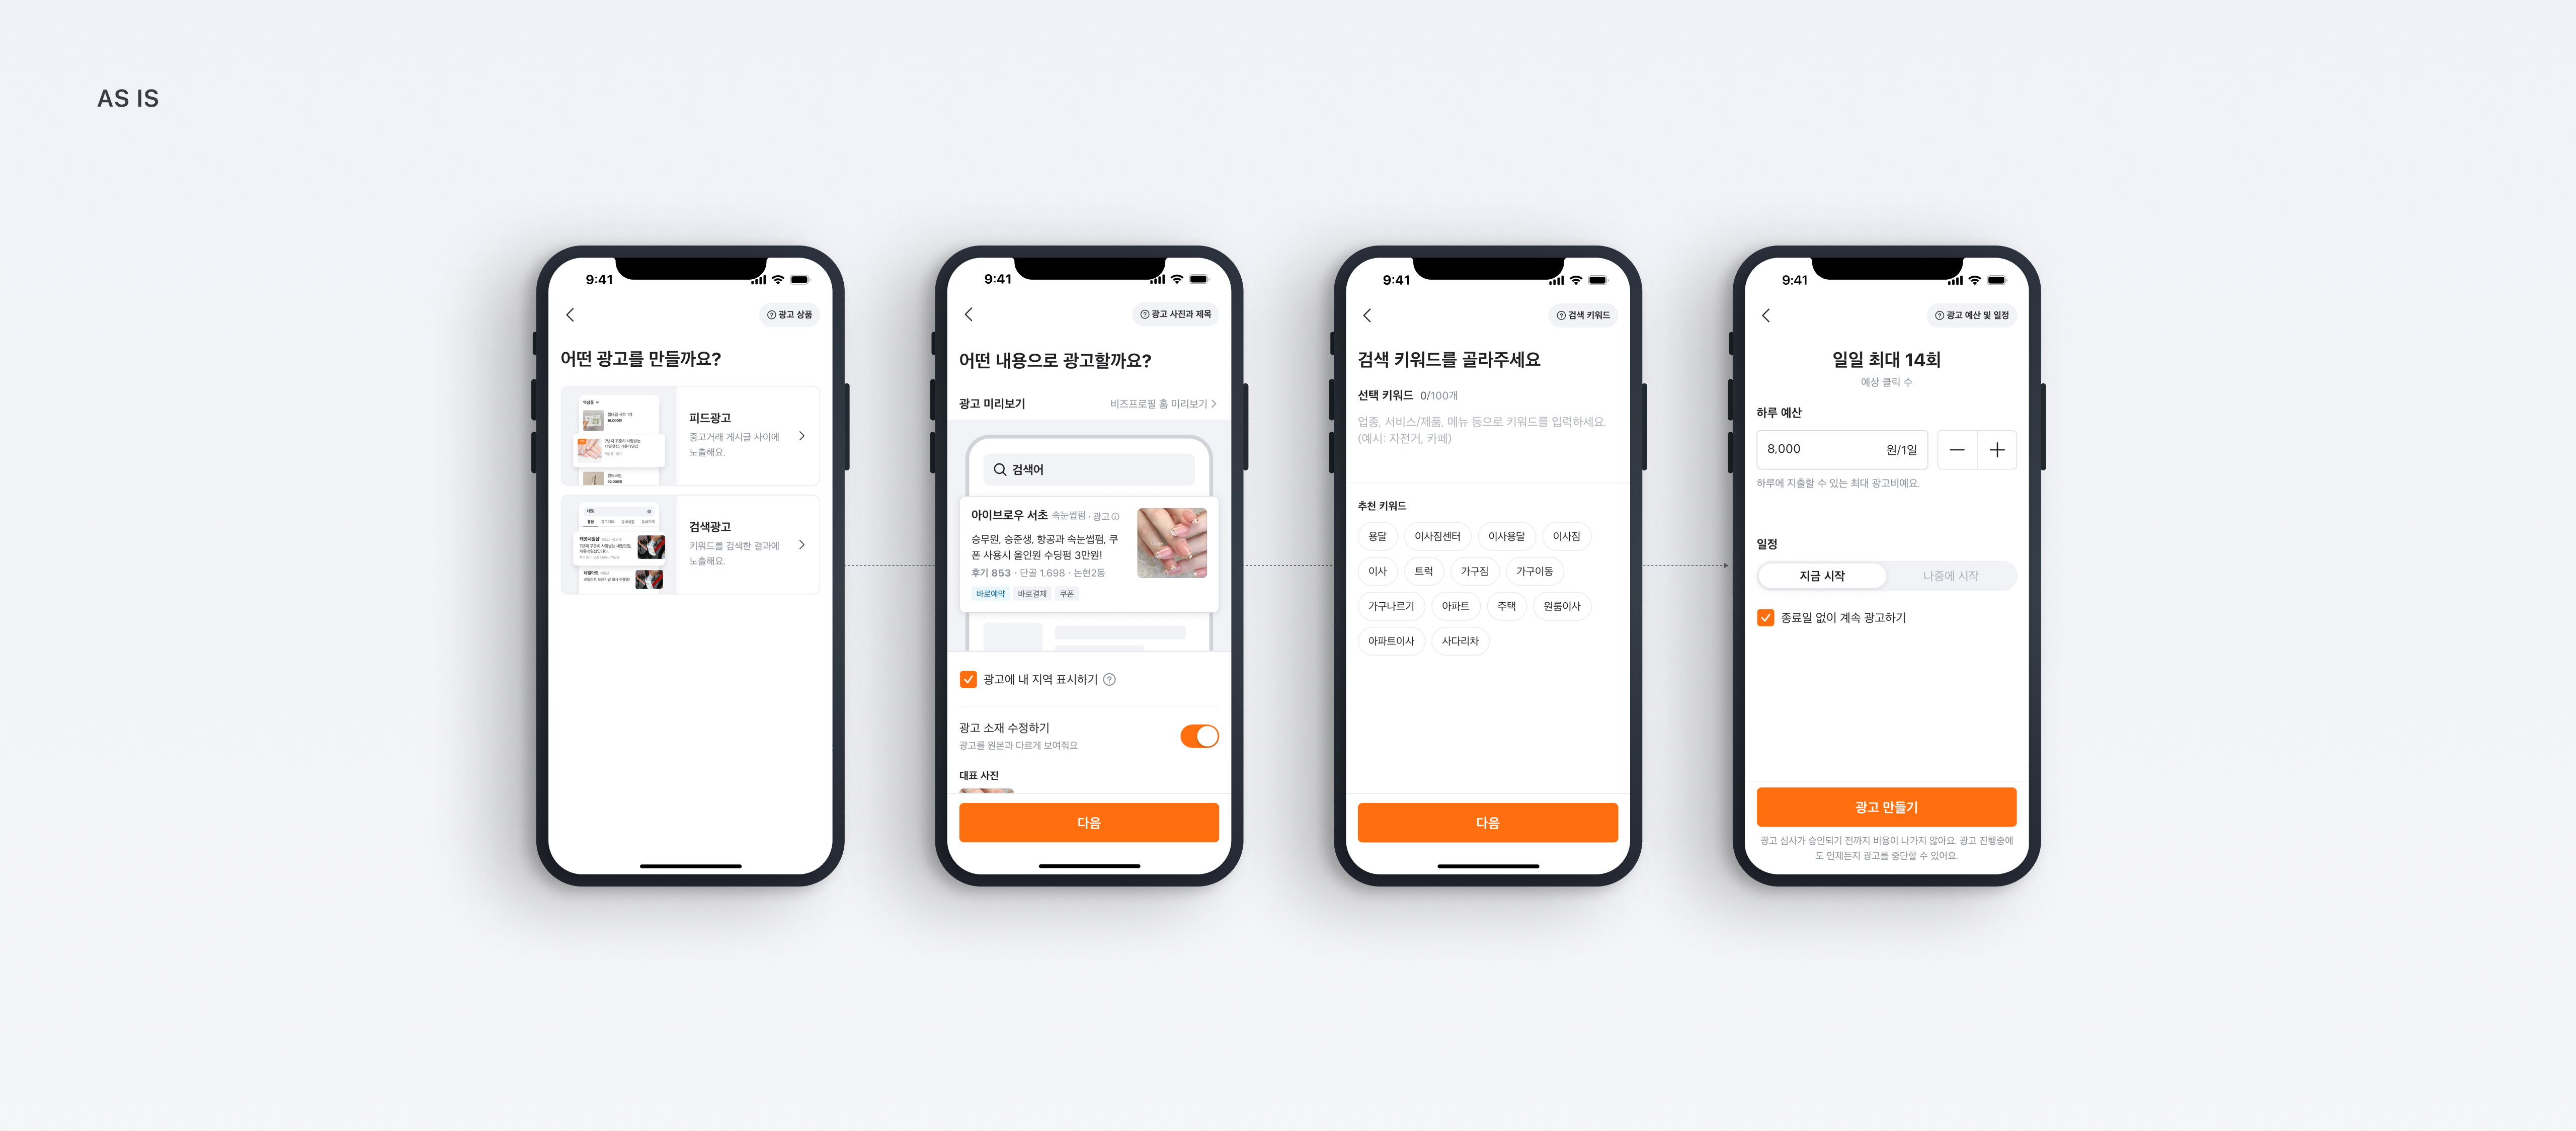 AS IS
9:41
광고 상품
어떤 광고를 만들까요?
역삼동
16,000원
피드광고
중고거래 게시글 사이에
노출해요.
네일
검색광고
키워드를 검색한 결과에
노출해요.
9:41
광고 사진과 제목
어떤 내용으로 광고할까요?
광고 미리보기
비즈프로필 홈 미리보기
검색어
아이브로우 서초 속눈썹펌 · 광고
승무원, 승준생, 항공과 속눈썹펌, 쿠
폰 사용시 올인원 수딩펌 3만원!
후기 853 · 단골 1,698 · 논현2동
바로예약 바로결제 쿠폰
광고에 내 지역 표시하기
광고 소재 수정하기
광고를 원본과 다르게 보여줘요
대표 사진
다음
9:41
검색 키워드
검색 키워드를 골라주세요
선택 키워드 0/100개
업종, 서비스/제품, 메뉴 등으로 키워드를 입력하세요.
(예시: 자전거, 카페)
추천 키워드
용달 이사짐센터 이사용달 이사짐
이사 트럭 가구짐 가구이동
가구나르기 아파트 주택 원룸이사
아파트이사 사다리차
다음
9:41
광고 예산 및 일정
일일 최대 14회
예상 클릭 수
하루 예산
8,000 원/1일
하루에 지출할 수 있는 최대 광고비예요.
일정
지금 시작 나중에 시작
종료일 없이 계속 광고하기
광고 만들기
광고 심사가 승인되기 전까지 비용이 나가지 않아요. 광고 진행중에
도 언제든지 광고를 중단할 수 있어요.